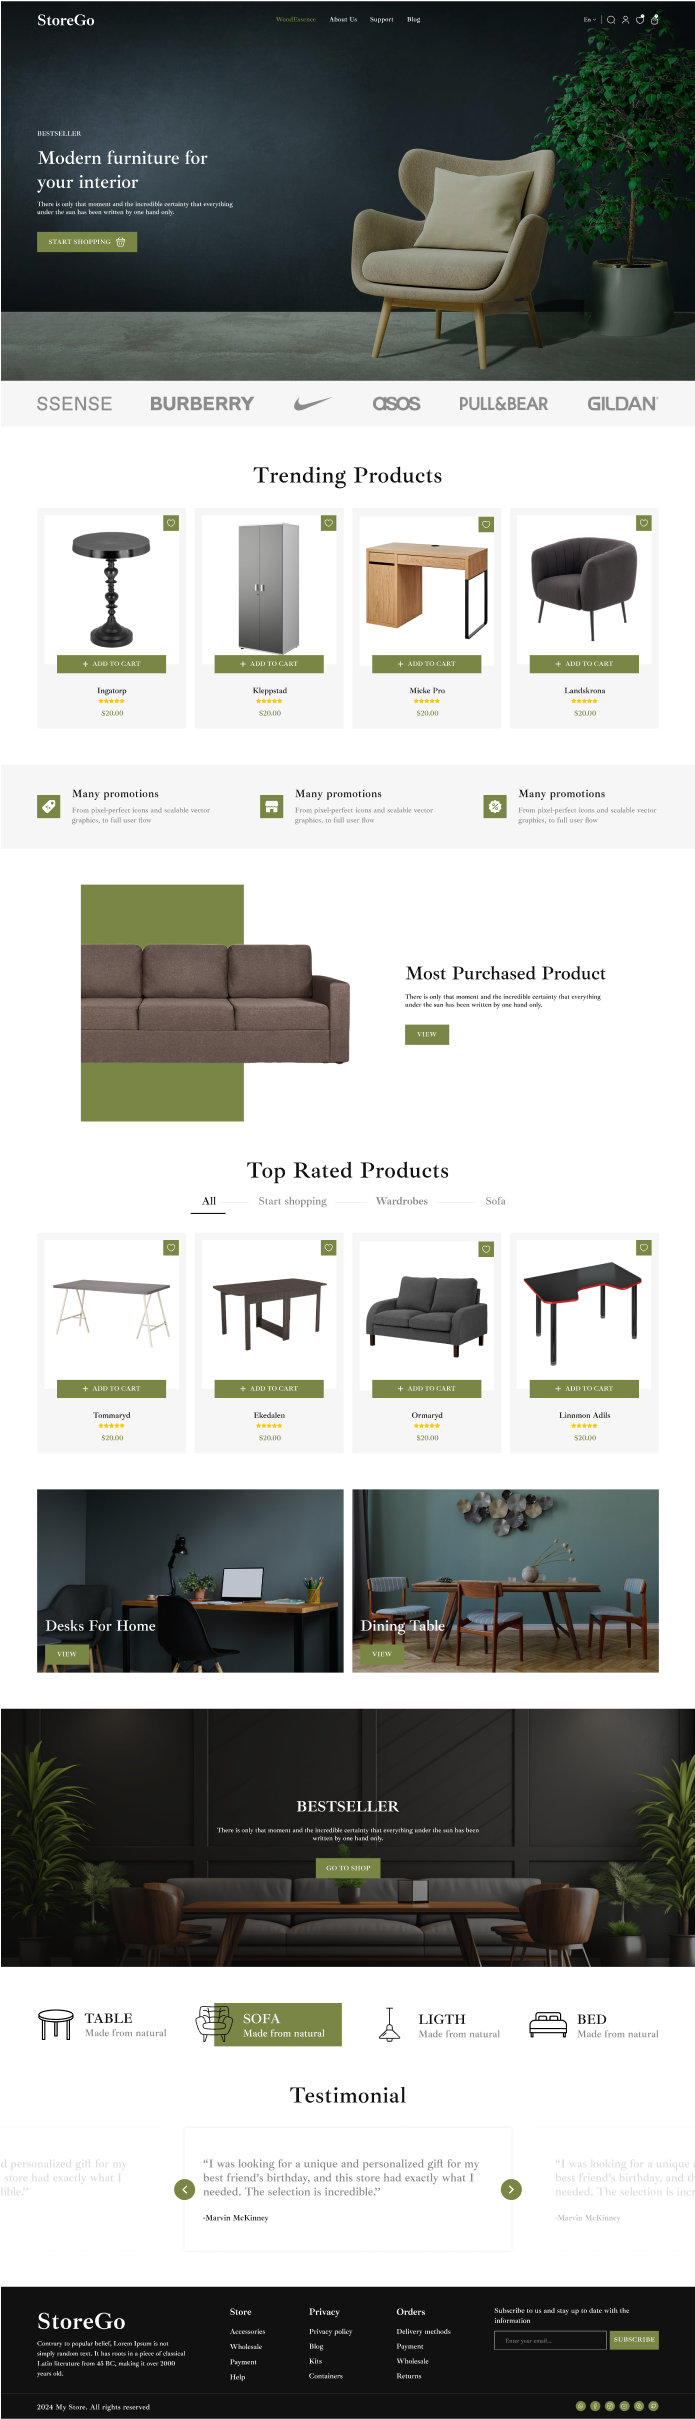 StoreGo
WoodEssence About Us Support Blog
En
BESTSELLER
Modern furniture for
your interior
There is only that moment and the incredible certainty that everything
under the sun has been written by one hand only.
START SHOPPING
SSENSE BURBERRY asos PULL&BEAR GILDAN
Trending Products
+ ADD TO CART + ADD TO CART + ADD TO CART + ADD TO CART
Ingatorp Kleppstad Micke Pro Landskrona
$20.00 $20.00 $20.00 $20.00
Many promotions
From pixel-perfect icons and scalable vector
graphics, to full user flow
Many promotions
From pixel-perfect icons and scalable vector
graphics, to full user flow
Many promotions
From pixel-perfect icons and scalable vector
graphics, to full user flow
Most Purchased Product
There is only that moment and the incredible certainty that everything
under the sun has been written by one hand only.
VIEW
Top Rated Products
All Start shopping Wardrobes Sofa
+ ADD TO CART + ADD TO CART + ADD TO CART + ADD TO CART
Tommaryd Ekedalen Ormaryd Linnmon Adils
$20.00 $20.00 $20.00 $20.00
Desks For Home
VIEW
Dining Table
VIEW
BESTSELLER
There is only that moment and the incredible certainty that everything under the sun has been
written by one hand only.
GO TO SHOP
TABLE
Made from natural
SOFA
Made from natural
LIGTH
Made from natural
BED
Made from natural
Testimonial
d personalized gift for my
store had exactly what I
lible.”
“I was looking for a unique and personalized gift for my
best friend’s birthday, and this store had exactly what I
needed. The selection is incredible.”
-Marvin McKinney
“I was looking for a unique a
best friend’s birthday, and th
needed. The selection is incr
-Marvin McKinney
StoreGo
Contrary to popular belief, Lorem Ipsum is not
simply random text. It has roots in a piece of classical
Latin literature from 45 BC, making it over 2000
years old.
Store
Accessories
Wholesale
Payment
Help
Privacy
Privacy policy
Blog
Kits
Containers
Orders
Delivery methods
Payment
Wholesale
Returns
Subscribe to us and stay up to date with the
information
Enter your email...
SUBSCRIBE
2024 My Store. All rights reserved